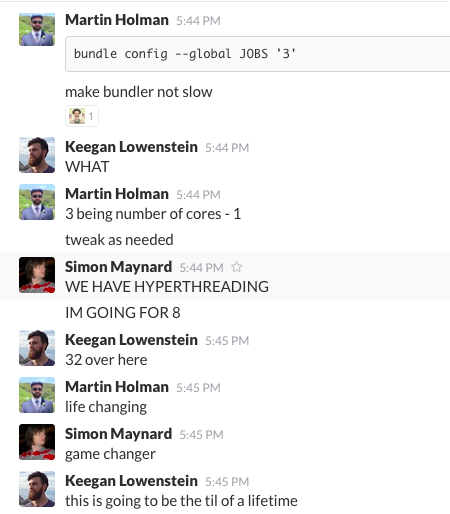 Martin Holman 5:44 PM
bundle config --global JOBS '3'
make bundler not slow
1
Keegan Lowenstein 5:44 PM
WHAT
Martin Holman 5:44 PM
3 being number of cores - 1
tweak as needed
Simon Maynard 5:44 PM
WE HAVE HYPERTHREADING
IM GOING FOR 8
Keegan Lowenstein 5:45 PM
32 over here
Martin Holman 5:45 PM
life changing
Simon Maynard 5:45 PM
game changer
Keegan Lowenstein 5:45 PM
this is going to be the til of a lifetime